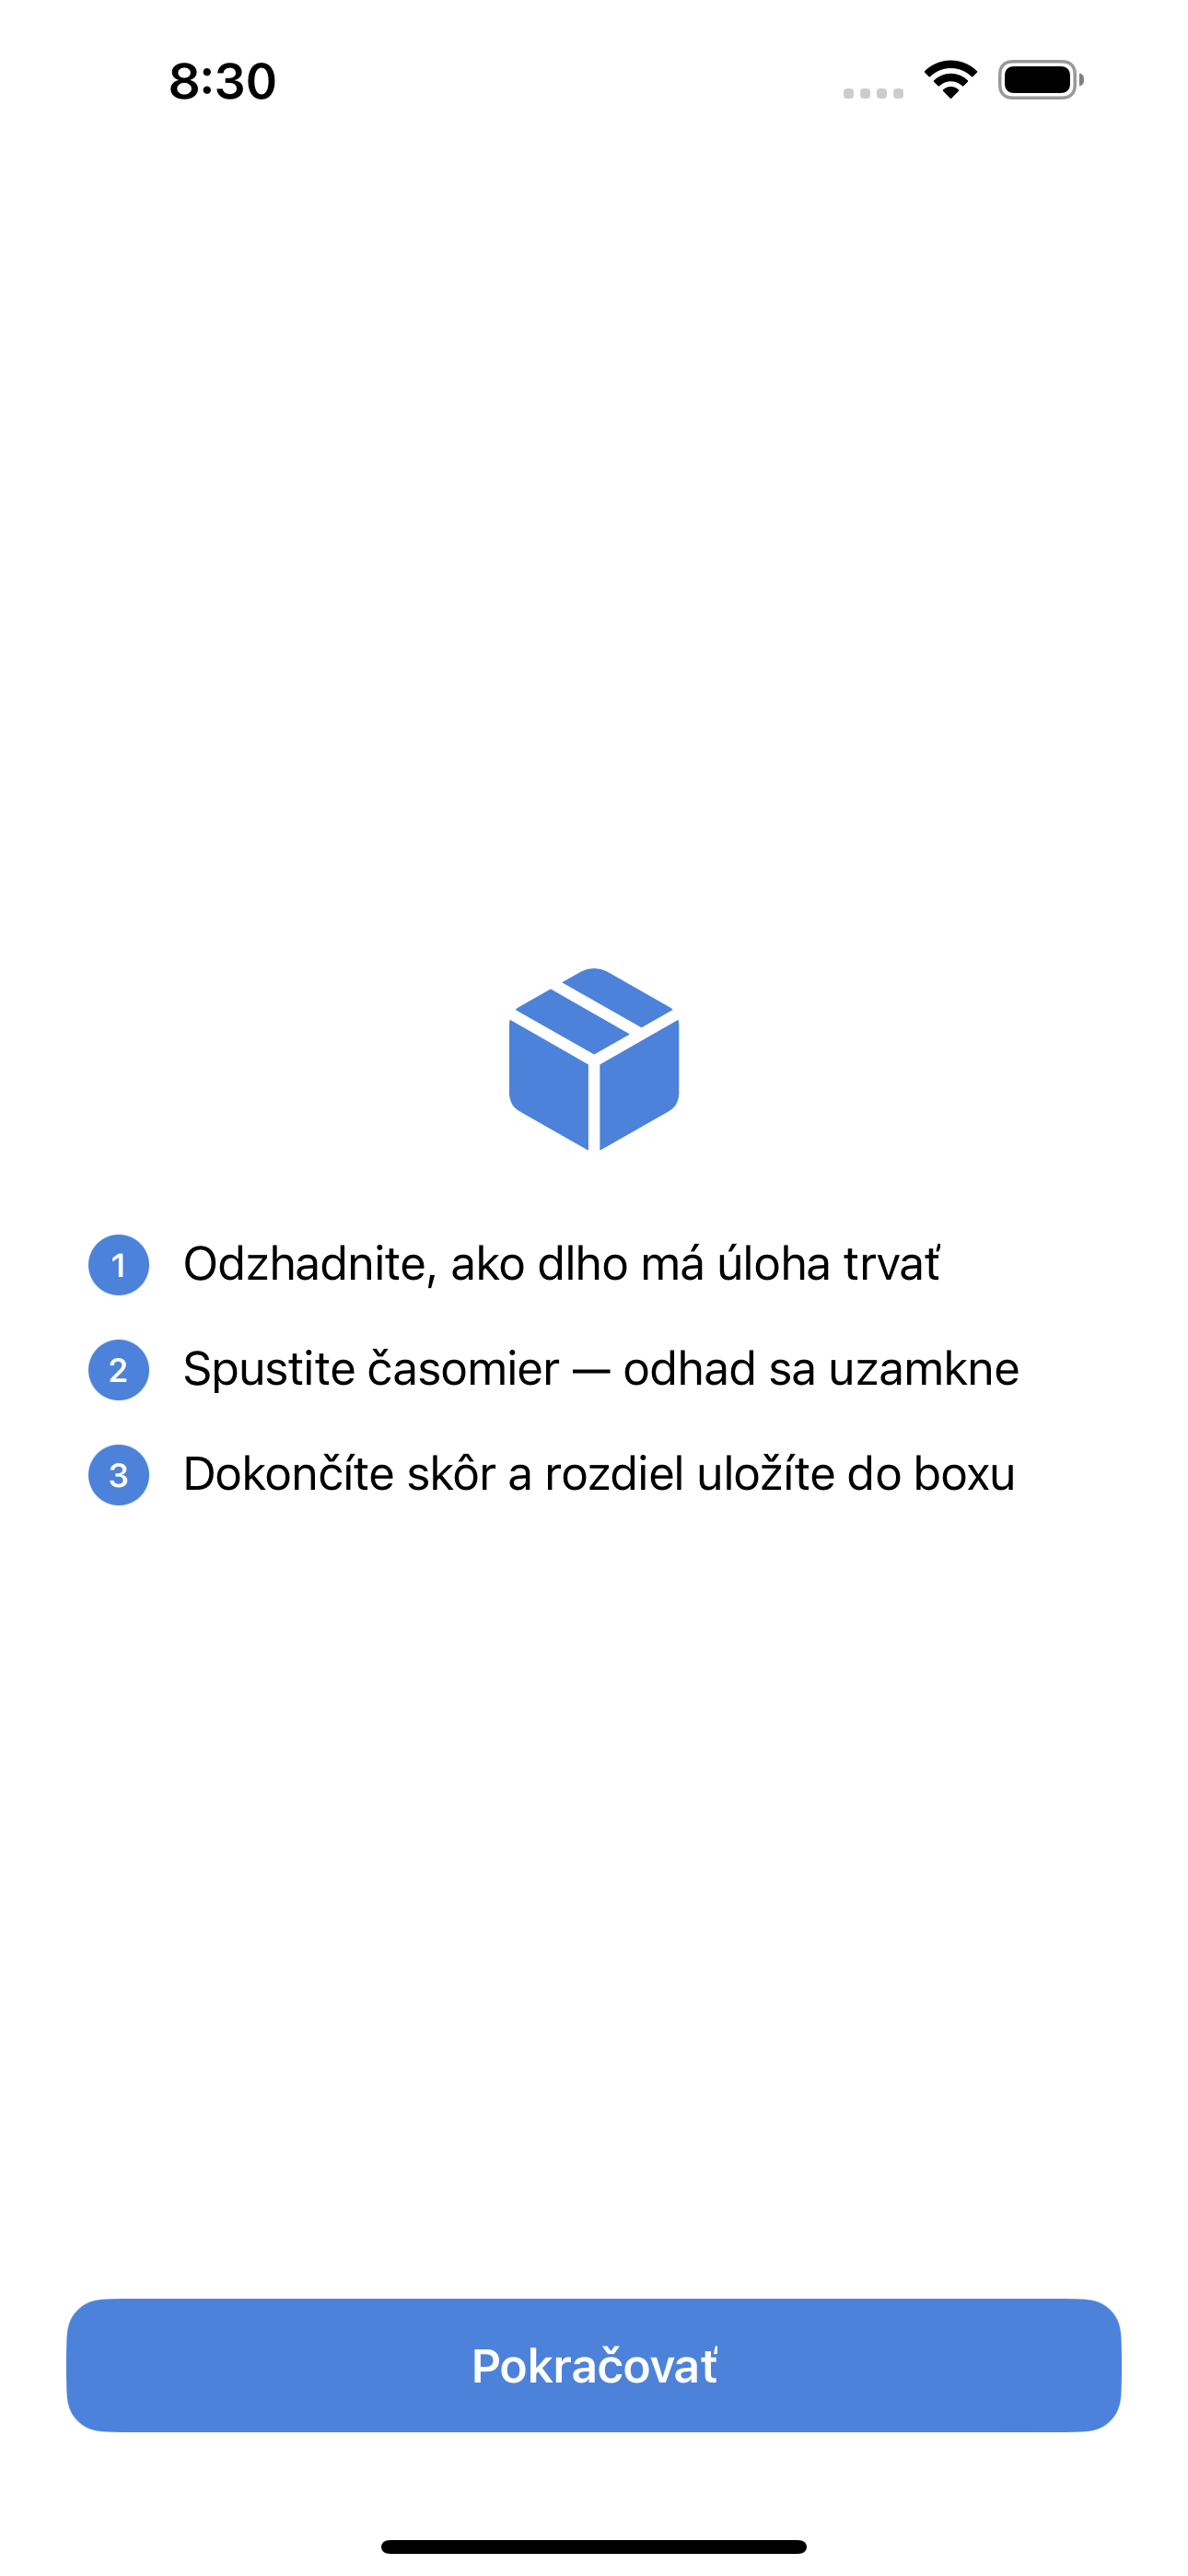 8:30
1 Odzhadnite, ako dlho má úloha trvať
2 Spustite časomier — odhad sa uzamkne
3 Dokončíte skôr a rozdiel uložíte do boxu
Pokračovať